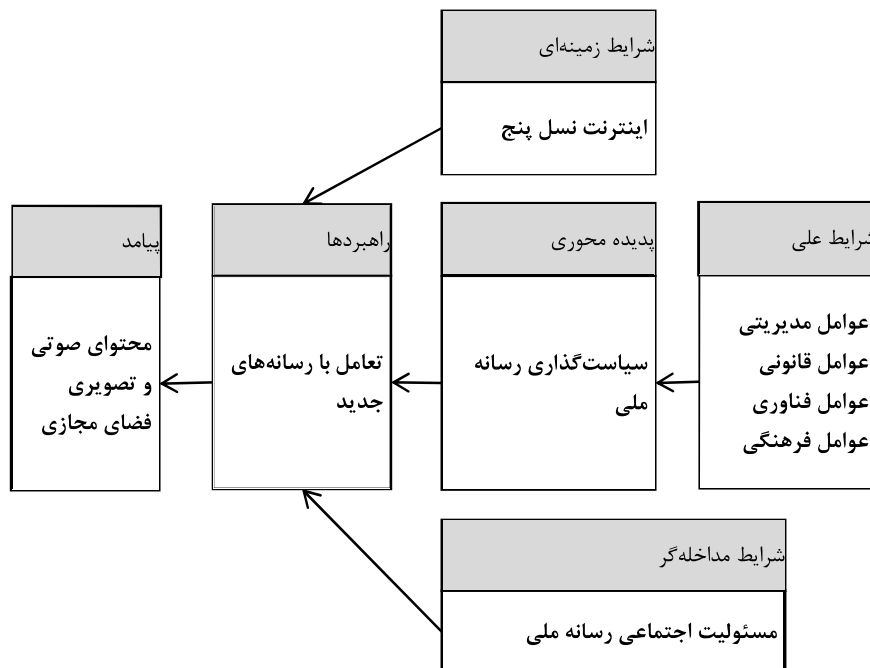 شرایط زمینه‌ای
اینترنت نسل پنج
شرایط علی
عوامل مدیریتی
عوامل قانونی
عوامل فناوری
عوامل فرهنگی
پدیده محوری
سیاست‌گذاری رسانه
ملی
راهبردها
تعامل با رسانه‌های
جدید
پیامد
محتوای صوتی
و تصویری
فضای مجازی
شرایط مداخله‌گر
مسئولیت اجتماعی رسانه ملی